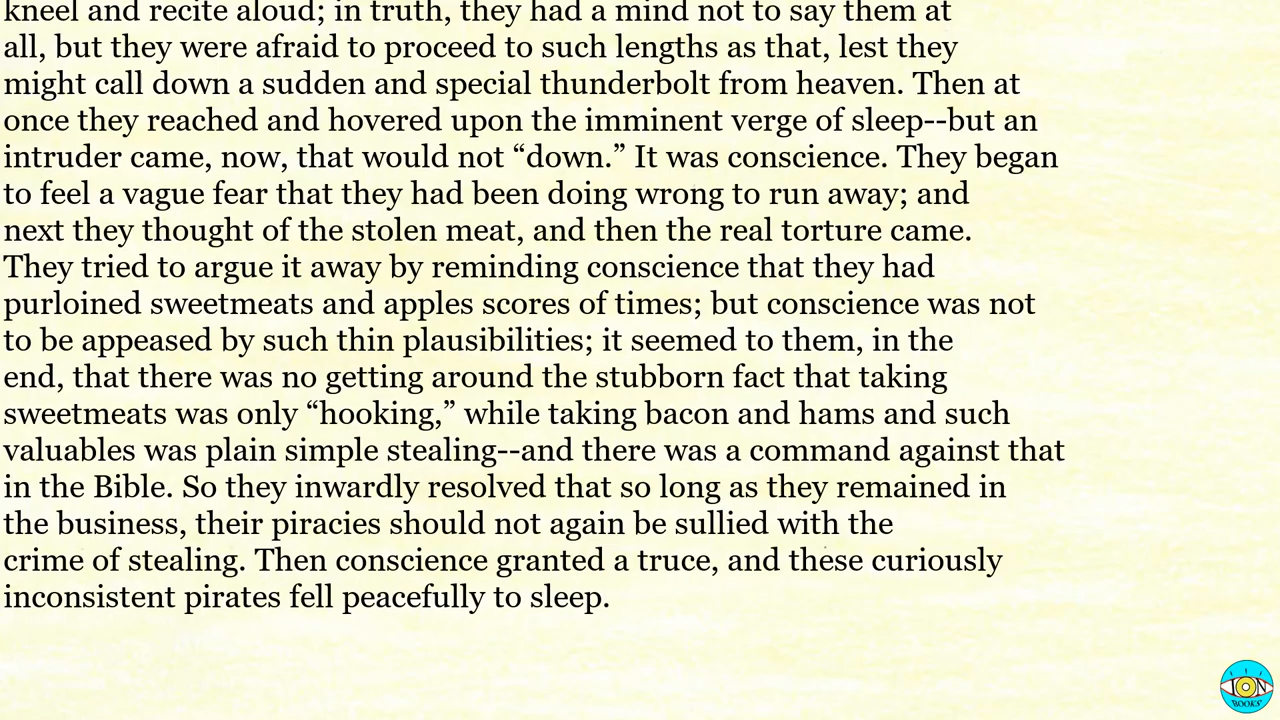 kneel and recite aloud; in truth, they had a mind not to say them at
all, but they were afraid to proceed to such lengths as that, lest they
might call down a sudden and special thunderbolt from heaven. Then at
once they reached and hovered upon the imminent verge of sleep--but an
intruder came, now, that would not “down.” It was conscience. They began
to feel a vague fear that they had been doing wrong to run away; and
next they thought of the stolen meat, and then the real torture came.
They tried to argue it away by reminding conscience that they had
purloined sweetmeats and apples scores of times; but conscience was not
to be appeased by such thin plausibilities; it seemed to them, in the
end, that there was no getting around the stubborn fact that taking
sweetmeats was only “hooking,” while taking bacon and hams and such
valuables was plain simple stealing--and there was a command against that
in the Bible. So they inwardly resolved that so long as they remained in
the business, their piracies should not again be sullied with the
crime of stealing. Then conscience granted a truce, and these curiously
inconsistent pirates fell peacefully to sleep.
ION
BOOKS